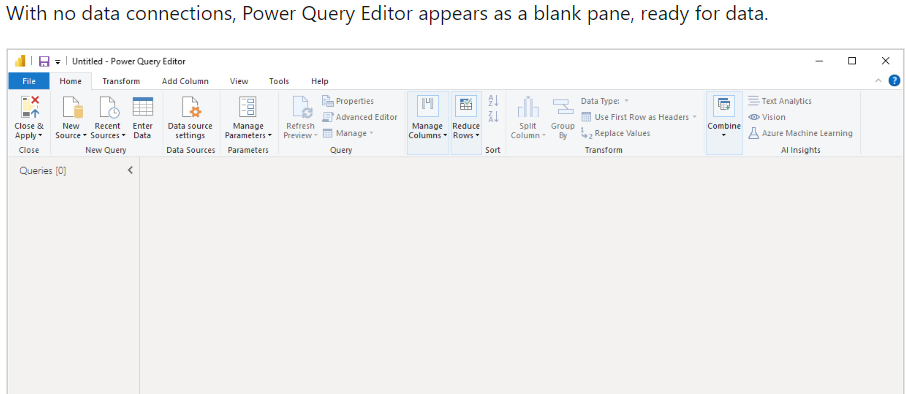 With no data connections, Power Query Editor appears as a blank pane, ready for data.
Untitled - Power Query Editor
File Home Transform Add Column View Tools Help
Close & Apply
Close
New Source
Recent Sources
Enter Data
New Query
Data source settings
Data Sources
Manage Parameters
Parameters
Refresh Preview
Properties
Advanced Editor
Manage
Query
Manage Columns
Reduce Rows
Sort
Split Column
Group By
Data Type:
Use First Row as Headers
Replace Values
Transform
Combine
Text Analytics
Vision
Azure Machine Learning
AI Insights
Queries [0]